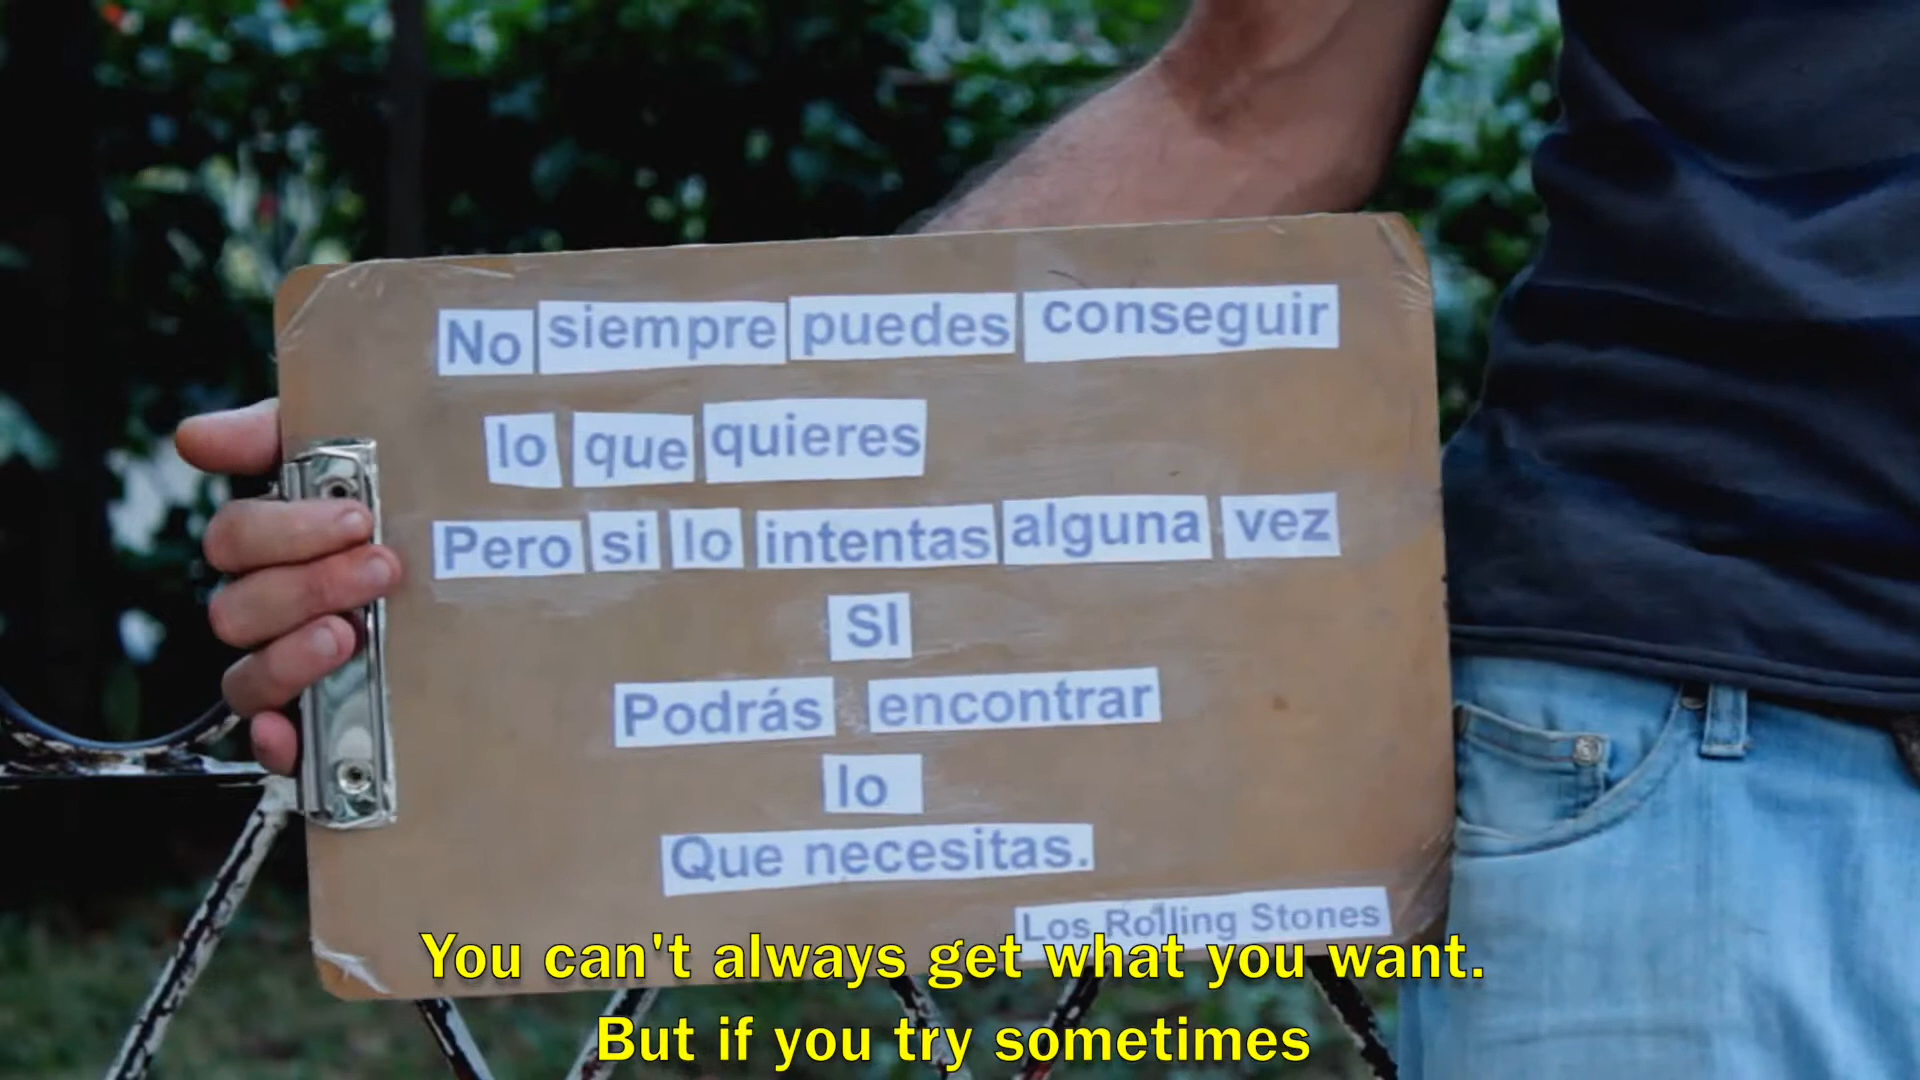 No siempre puedes conseguir
lo que quieres
Pero si lo intentas alguna vez
SI
Podrás encontrar
lo
Que necesitas.
Los Rolling Stones
You can't always get what you want.
But if you try sometimes